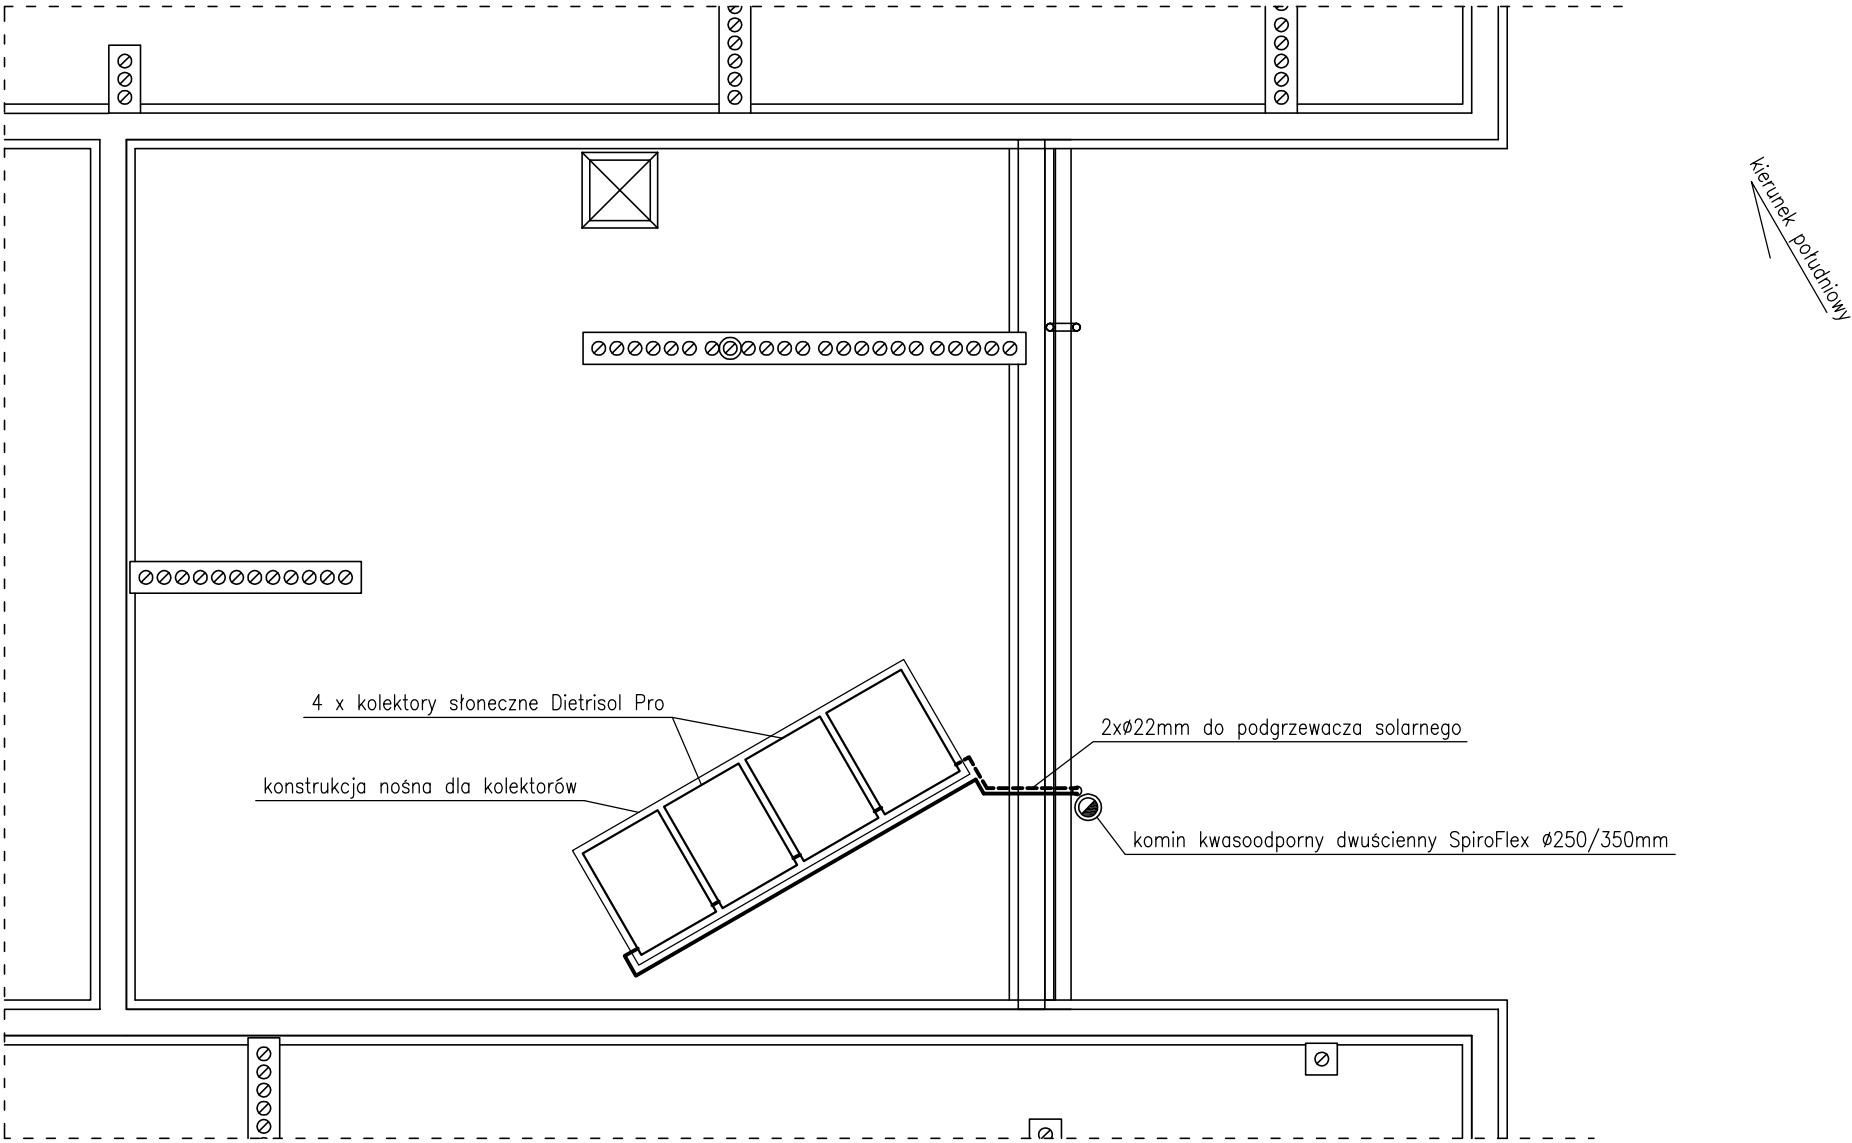 kierunek południowy
4 x kolektory słoneczne Dietrisol Pro
2xø22mm do podgrzewacza solarnego
konstrukcja nośna dla kolektorów
komin kwasoodporny dwuścienny SpiroFlex ø250/350mm